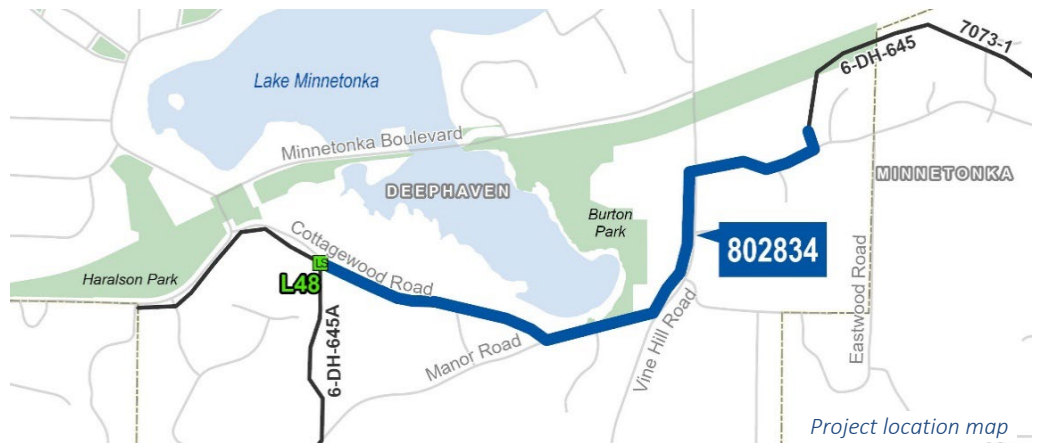 7073-1
6-DH-645
Lake Minnetonka
Minnetonka Boulevard
DEEPHAVEN
MINNETONKA
Burton
Park
Cottagewood Road
802834
Haralson Park
LS
L48
6-DH-645A
Manor Road
Vine Hill Road
Eastwood Road
Project location map